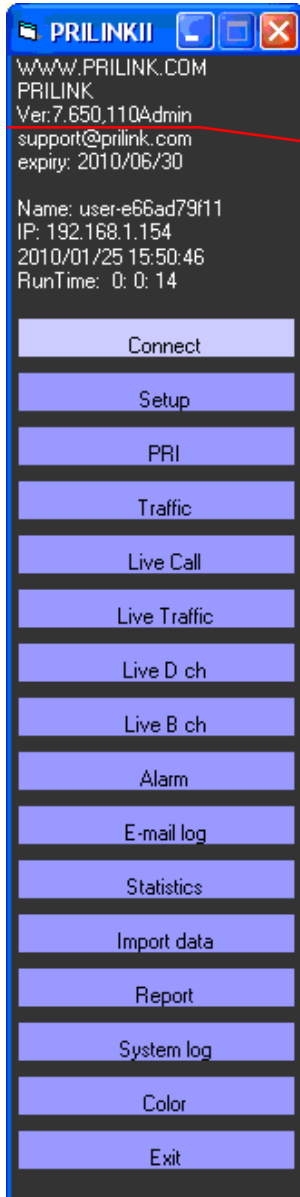 PRILINKII
WWW.PRILINK.COM
PRILINK
Ver:7.650,110Admin
support@prilink.com
expiry: 2010/06/30
Name: user-e66ad79f11
IP: 192.168.1.154
2010/01/25 15:50:46
RunTime:  0: 0: 14
Connect
Setup
PRI
Traffic
Live Call
Live Traffic
Live D ch
Live B ch
Alarm
E-mail log
Statistics
Import data
Report
System log
Color
Exit